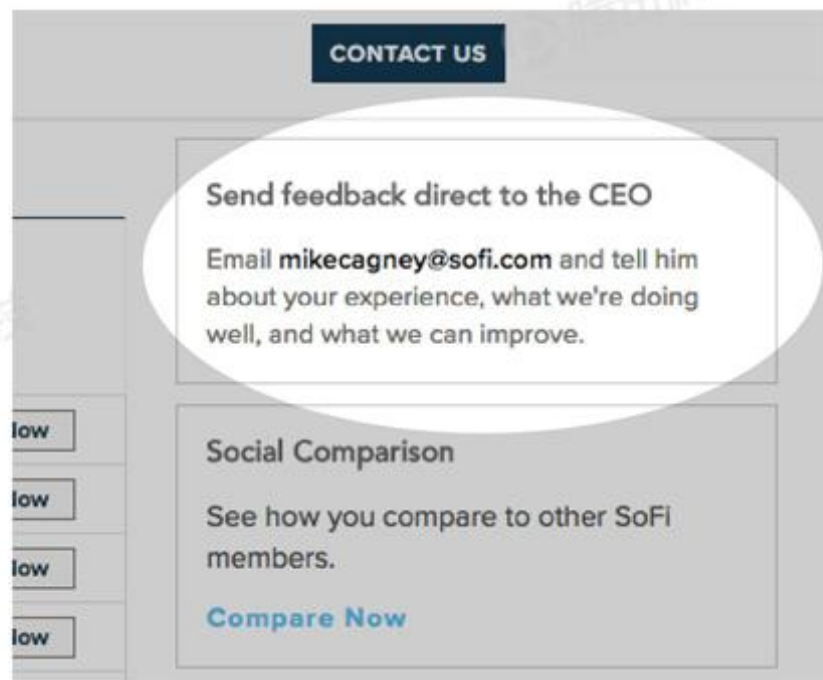 CONTACT US
Send feedback direct to the CEO
Email mikecagney@sofi.com and tell him
about your experience, what we're doing
well, and what we can improve.
Social Comparison
See how you compare to other SoFi
members.
Compare Now